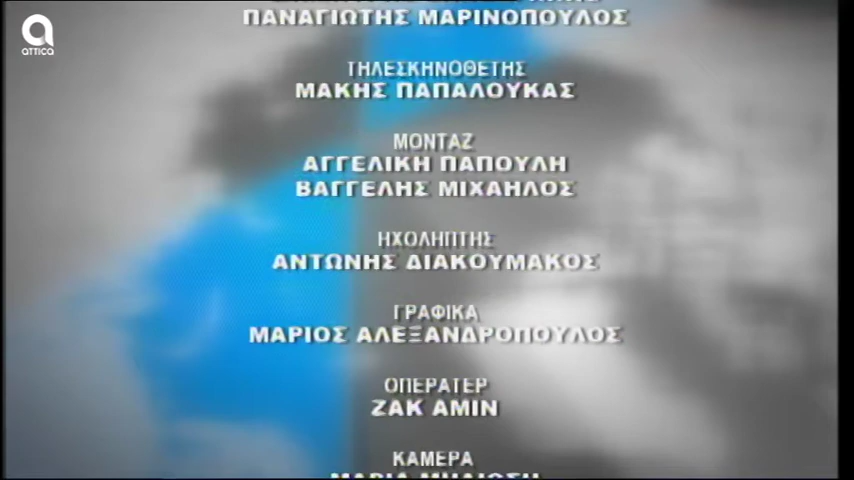 ΠΑΝΑΓΙΩΤΗΣ ΜΑΡΙΝΟΠΟΥΛΟΣ
attica
ΤΗΛΕΣΚΗΝΟΘΕΤΗΣ
ΜΑΚΗΣ ΠΑΠΑΛΟΥΚΑΣ
ΜΟΝΤΑΖ
ΑΓΓΕΛΙΚΗ ΠΑΠΟΥΛΗ
ΒΑΓΓΕΛΗΣ ΜΙΧΑΗΛΟΣ
ΗΧΟΛΗΠΤΗΣ
ΑΝΤΩΝΗΣ ΔΙΑΚΟΥΜΑΚΟΣ
ΓΡΑΦΙΚΑ
ΜΑΡΙΟΣ ΑΛΕΞΑΝΔΡΟΠΟΥΛΟΣ
ΟΠΕΡΑΤΕΡ
ΖΑΚ ΑΜΙΝ
ΚΑΜΕΡΑ
ΜΑΡΙΑ